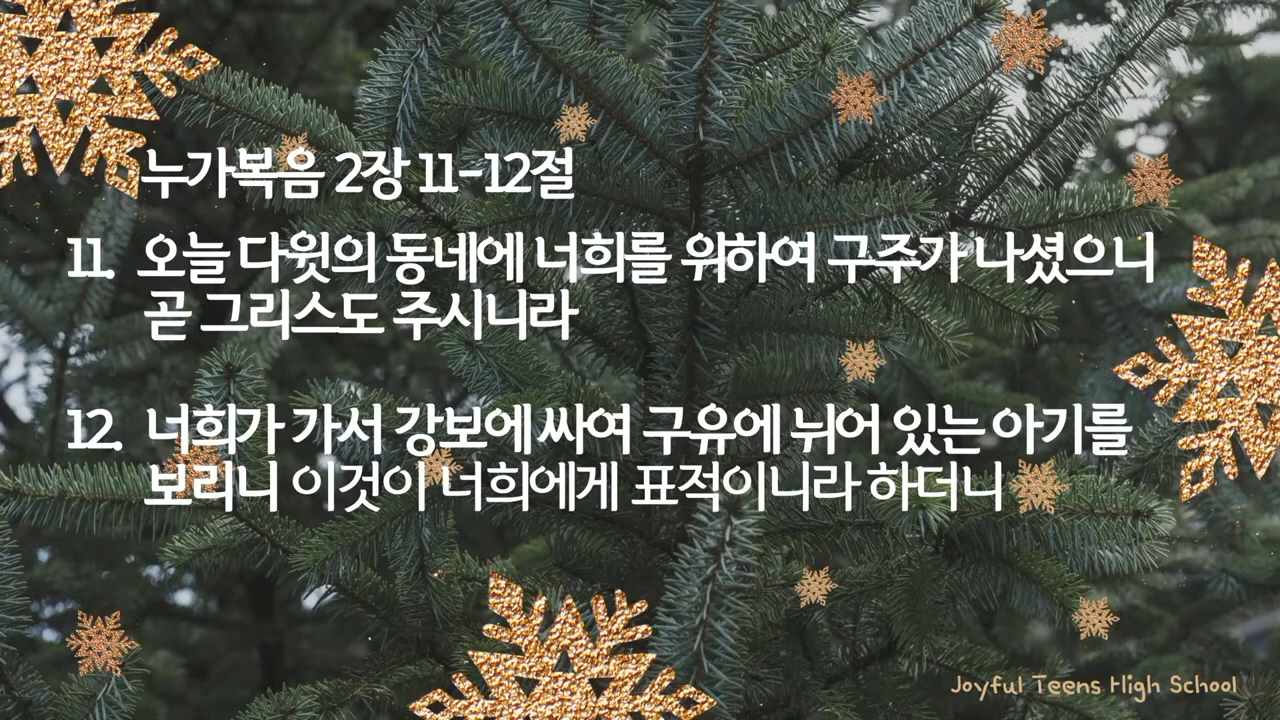 누가복음 2장 11-12절
11. 오늘 다윗의 동네에 너희를 위하여 구주가 나셨으니
곧 그리스도 주시니라
12. 너희가 가서 강보에 싸여 구유에 뉘어 있는 아기를
보리니 이것이 너희에게 표적이니라 하더니
Joyful Teens High School